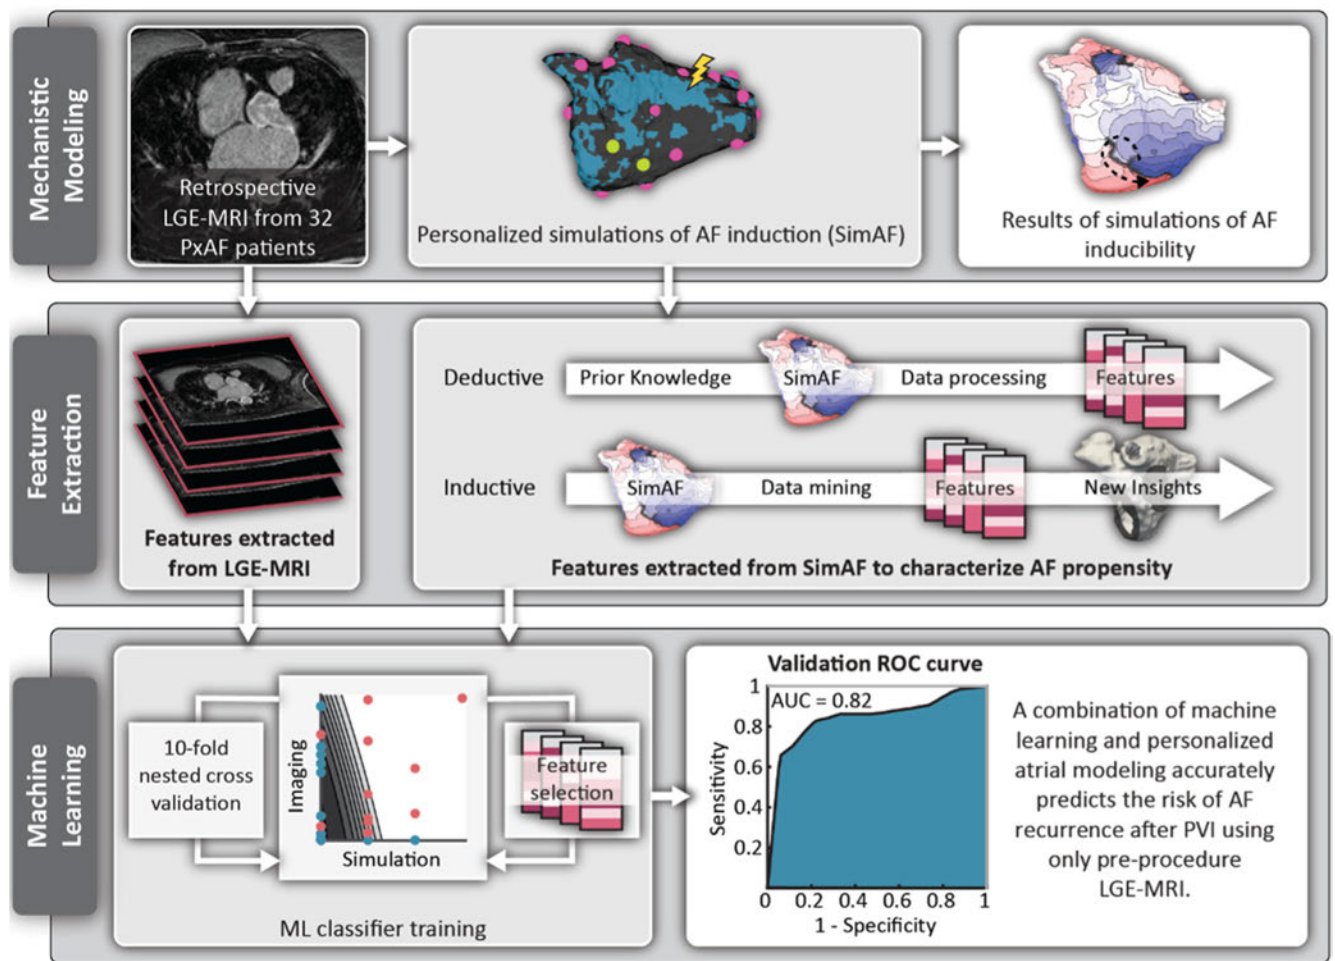 Mechanistic
Modeling
Retrospective
LGE-MRI from 32
PxAF patients
Personalized simulations of AF induction (SimAF)
Results of simulations of AF
inducibility
Feature
Extraction
Features extracted
from LGE-MRI
Deductive
Prior Knowledge
SimAF
Data processing
Features
Inductive
SimAF
Data mining
Features
New Insights
Features extracted from SimAF to characterize AF propensity
Machine
Learning
10-fold
nested cross
validation
Imaging
Simulation
Feature
selection
ML classifier training
Validation ROC curve
AUC = 0.82
Sensitivity
1
0.8
0.6
0.4
0.2
0 0.2 0.4 0.6 0.8 1
1 - Specificity
A combination of machine
learning and personalized
atrial modeling accurately
predicts the risk of AF
recurrence after PVI using
only pre-procedure
LGE-MRI.